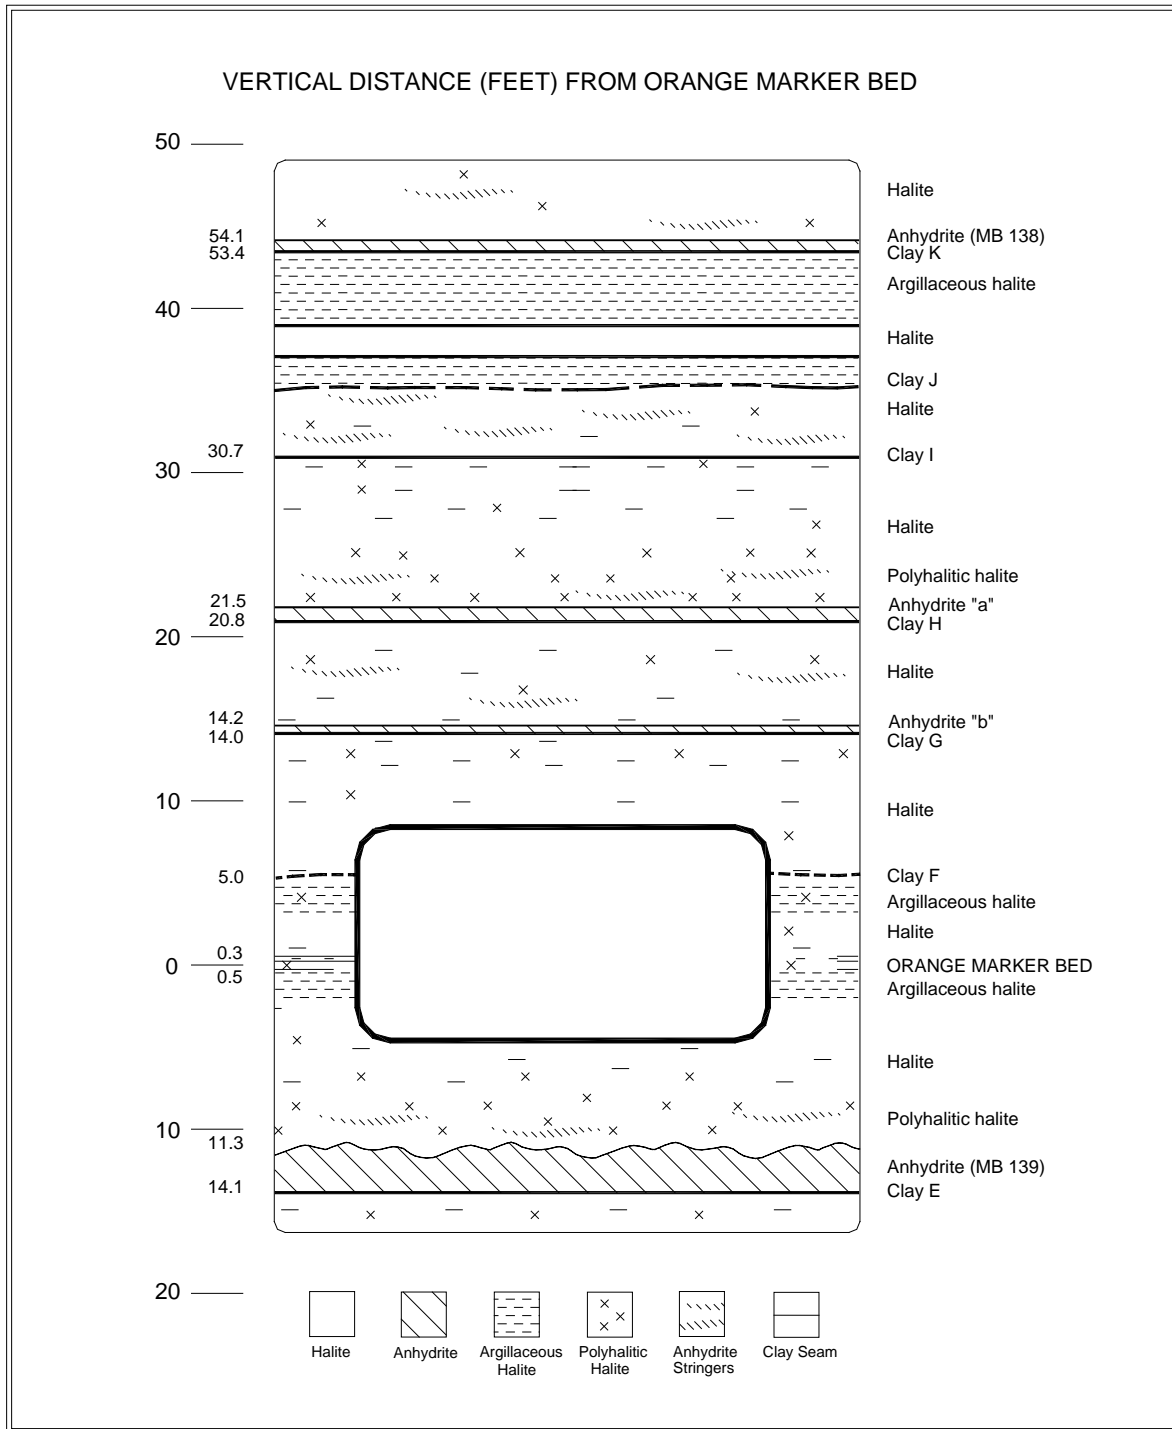 VERTICAL DISTANCE (FEET) FROM ORANGE MARKER BED
50
Halite
54.1
Anhydrite (MB 138)
53.4
Clay K
Argillaceous halite
40
Halite
Clay J
Halite
30.7
Clay I
30
Halite
Polyhalitic halite
21.5
Anhydrite "a"
20.8
Clay H
20
Halite
14.2
Anhydrite "b"
14.0
Clay G
10
Halite
5.0
Clay F
Argillaceous halite
Halite
0.3
0
ORANGE MARKER BED
0.5
Argillaceous halite
Halite
Polyhalitic halite
10
11.3
Anhydrite (MB 139)
14.1
Clay E
20
Halite
Anhydrite
Argillaceous
Halite
Polyhalitic
Halite
Anhydrite
Stringers
Clay Seam